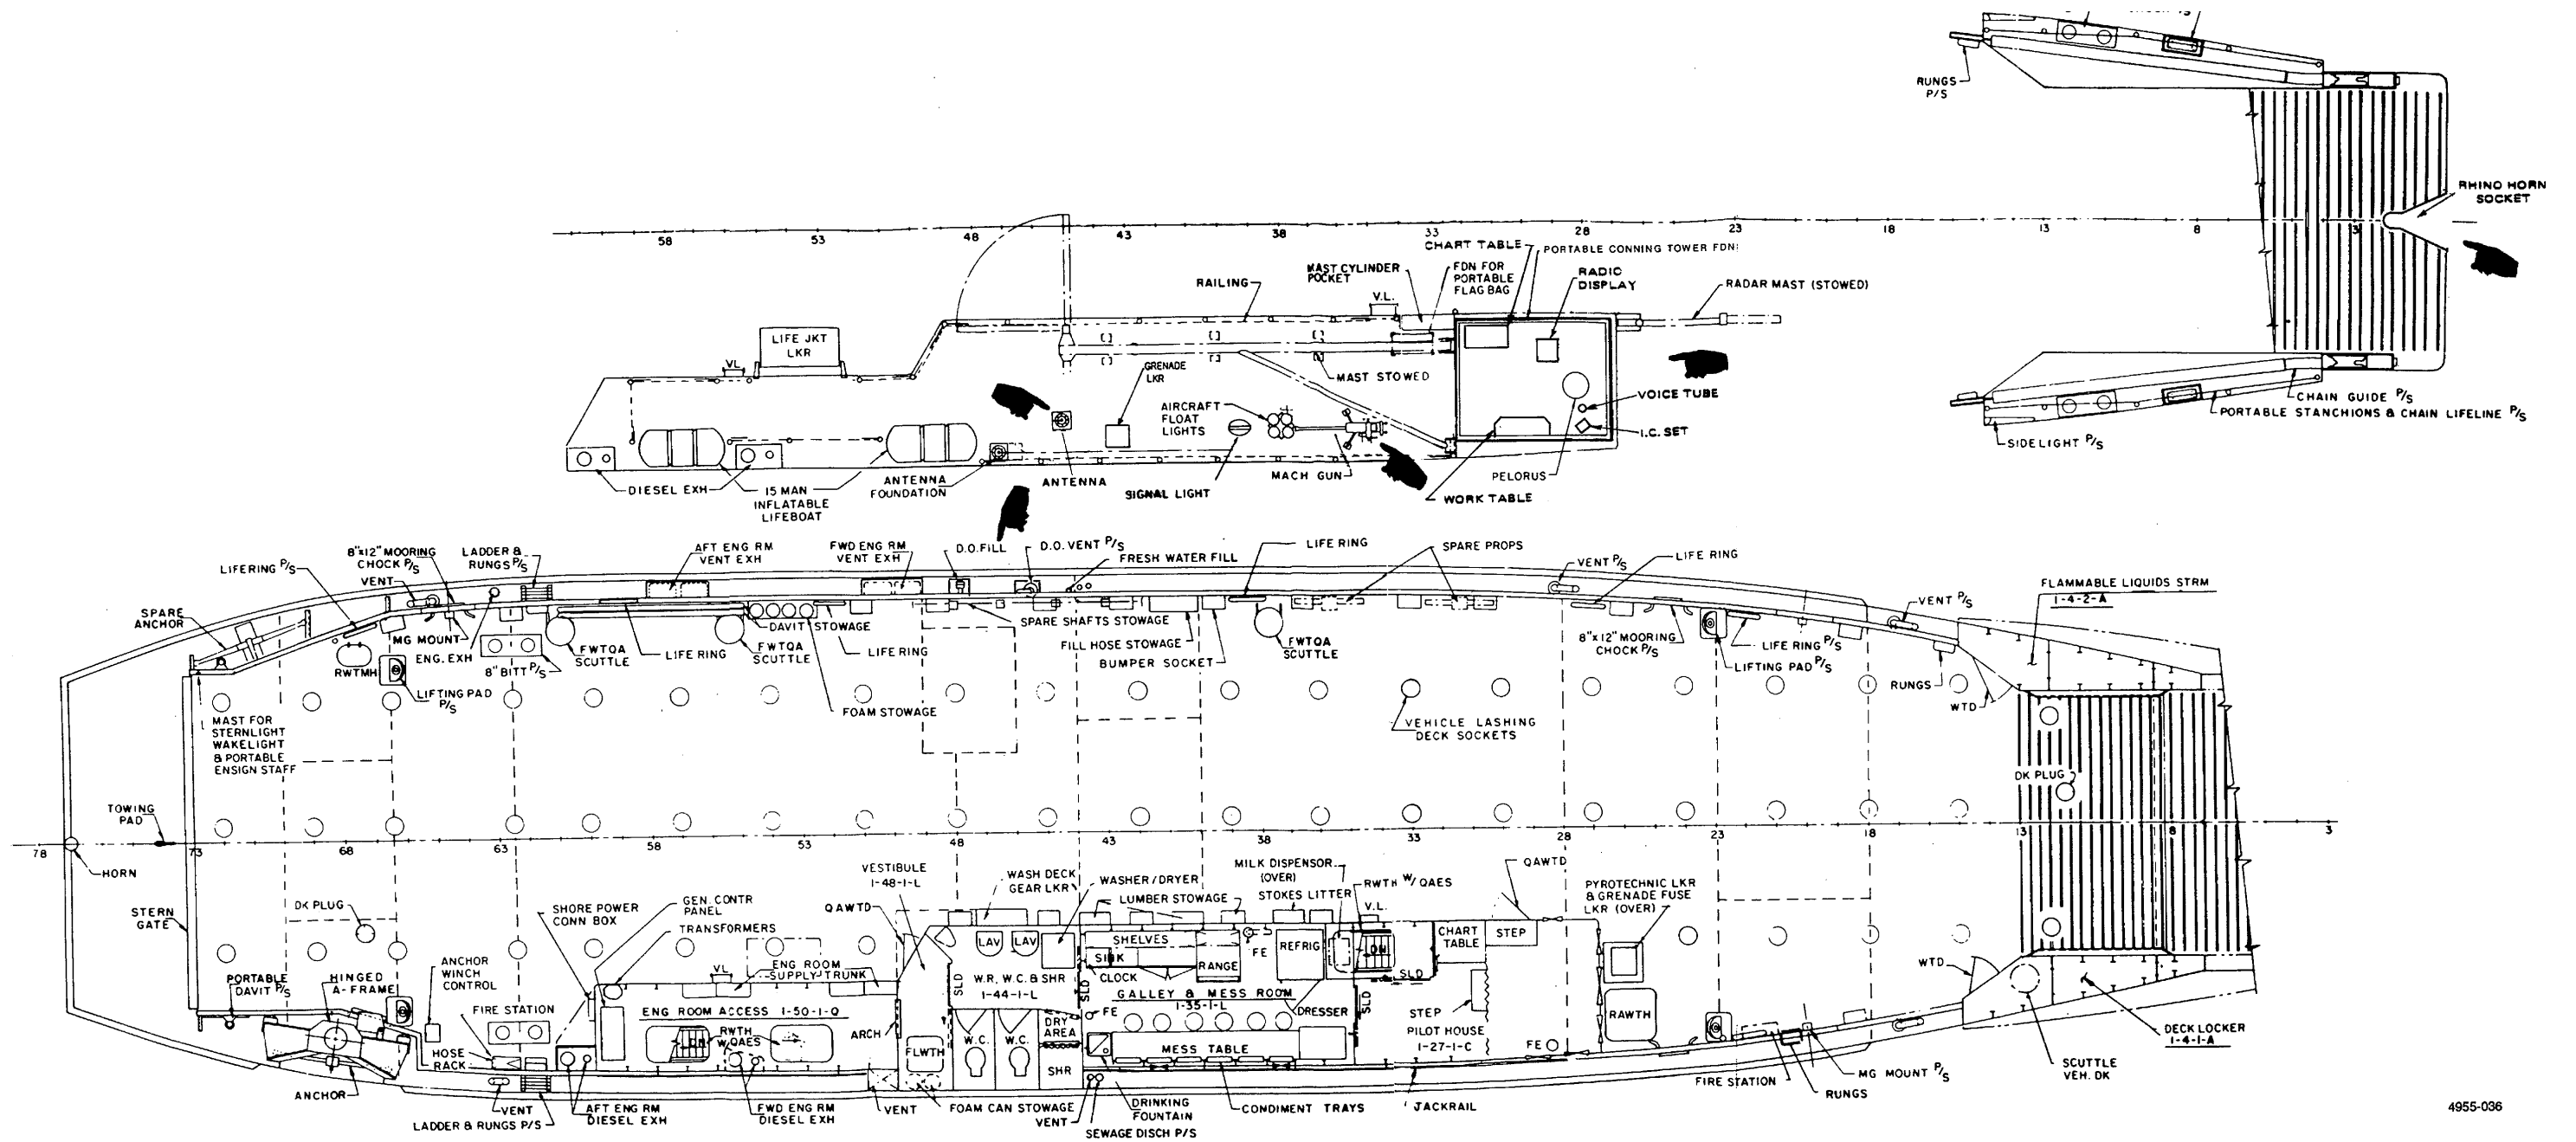 RUNGS
P/S
RHINO HORN
SOCKET
58
53
48
43
38
33
28
23
18
13
8
3
CHART TABLE
PORTABLE CONNING TOWER FDN
MAST CYLINDER
POCKET
FDN FOR
PORTABLE
FLAG BAG
RADIO
DISPLAY
RAILING
V.L.
RADAR MAST (STOWED)
LIFE JKT
LKR
VL
GRENADE
LKR
MAST STOWED
AIRCRAFT
FLOAT
LIGHTS
VOICE TUBE
CHAIN GUIDE P/S
PORTABLE STANCHIONS & CHAIN LIFELINE P/S
I.C. SET
SIDELIGHT P/S
DIESEL EXH
15 MAN
INFLATABLE
LIFEBOAT
ANTENNA
FOUNDATION
ANTENNA
SIGNAL LIGHT
MACH GUN
PELORUS
WORK TABLE
LIFERING P/S
8"x12" MOORING
CHOCK P/S
VENT
LADDER &
RUNGS P/S
AFT ENG RM
VENT EXH
FWD ENG RM
VENT EXH
D.O.FILL
D.O. VENT P/S
FRESH WATER FILL
LIFE RING
SPARE PROPS
VENT P/S
LIFE RING
FLAMMABLE LIQUIDS STRM
1-4-2-A
VENT P/S
SPARE
ANCHOR
MG MOUNT
ENG. EXH
8" BITT P/S
FWTQA
SCUTTLE
LIFE RING
FWTQA
SCUTTLE
DAVIT STOWAGE
LIFE RING
FOAM STOWAGE
SPARE SHAFTS STOWAGE
FILL HOSE STOWAGE
BUMPER SOCKET
FWTQA
SCUTTLE
8"x12" MOORING
CHOCK P/S
LIFE RING P/S
LIFTING PAD P/S
RUNGS
WTD
RWTMH
LIFTING PAD
P/S
MAST FOR
STERNLIGHT
WAKELIGHT
& PORTABLE
ENSIGN STAFF
VEHICLE LASHING
DECK SOCKETS
DK PLUG
TOWING
PAD
78
73
68
63
58
53
48
43
38
33
28
23
18
13
8
3
HORN
STERN
GATE
DK PLUG
SHORE POWER
CONN BOX
GEN. CONTR
PANEL
TRANSFORMERS
VESTIBULE
1-48-1-L
QAWTD
WASH DECK
GEAR LKR
WASHER/DRYER
MILK DISPENSOR
(OVER)
LUMBER STOWAGE
STOKES LITTER
RWTH W/QAES
V.L.
QAWTD
PYROTECHNIC LKR
& GRENADE FUSE
LKR (OVER)
PORTABLE
DAVIT P/S
HINGED
A-FRAME
ANCHOR
WINCH
CONTROL
FIRE STATION
VL
ENG ROOM
SUPPLY TRUNK
LAV
LAV
SLD
W.R, W.C. & SHR
1-44-1-L
SLD
SHELVES
SINK
CLOCK
RANGE
FE
REFRIG
DN
SLD
CHART
TABLE
STEP
WTD
GALLEY & MESS ROOM
1-35-1-L
DRESSER
SLD
STEP
PILOT HOUSE
1-27-1-C
RAWTH
ENG ROOM ACCESS 1-50-1-Q
ARCH
DN
RWTH
W/QAES
FLWTH
W.C.
W.C.
DRY
AREA
SHR
FE
MESS TABLE
FE
HOSE
RACK
ANCHOR
VENT
LADDER & RUNGS P/S
AFT ENG RM
DIESEL EXH
FWD ENG RM
DIESEL EXH
VENT
FOAM CAN STOWAGE
VENT
SEWAGE DISCH P/S
DRINKING
FOUNTAIN
CONDIMENT TRAYS
JACKRAIL
FIRE STATION
RUNGS
MG MOUNT P/S
SCUTTLE
VEH. DK
DECK LOCKER
1-4-1-A
4955-036